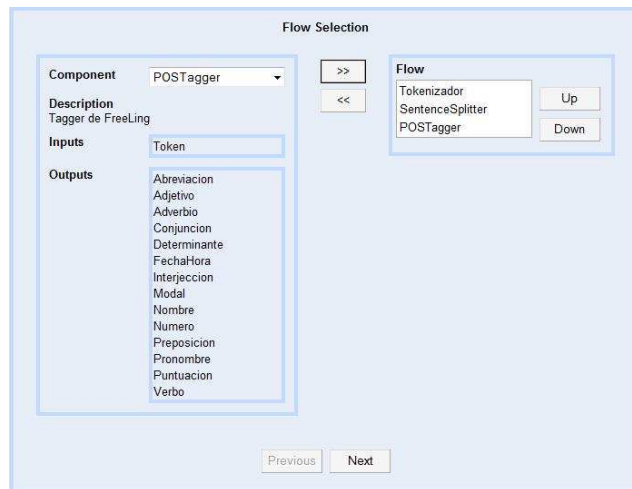 Flow Selection
Component
POSTagger
Description
Tagger de FreeLing
Inputs
Token
Outputs
Abreviacion
Adjetivo
Adverbio
Conjuncion
Determinante
FechaHora
Interjeccion
Modal
Nombre
Numero
Preposicion
Pronombre
Puntuacion
Verbo
>>
<<
Flow
Tokenizador
SentenceSplitter
POSTagger
Up
Down
Previous
Next